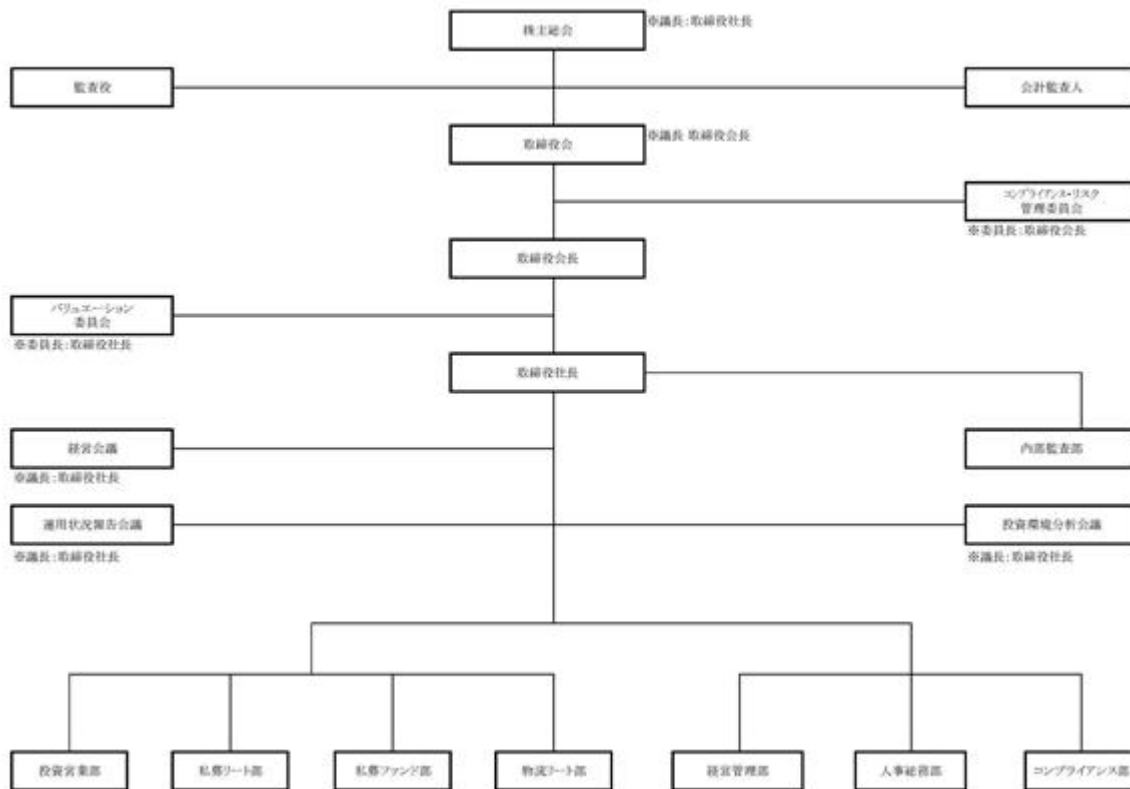 株主総会
※議長:取締役社長
監査役
会計監査人
取締役会
※議長 取締役会長
コンプライアンス・リスク
管理委員会
※委員長:取締役会長
取締役会長
バリュエーション
委員会
※委員長:取締役社長
取締役社長
経営会議
※議長:取締役社長
内部監査部
運用状況報告会議
※議長:取締役社長
投資環境分析会議
※議長:取締役社長
投資営業部
私募リート部
私募ファンド部
物流リート部
経営管理部
人事総務部
コンプライアンス部